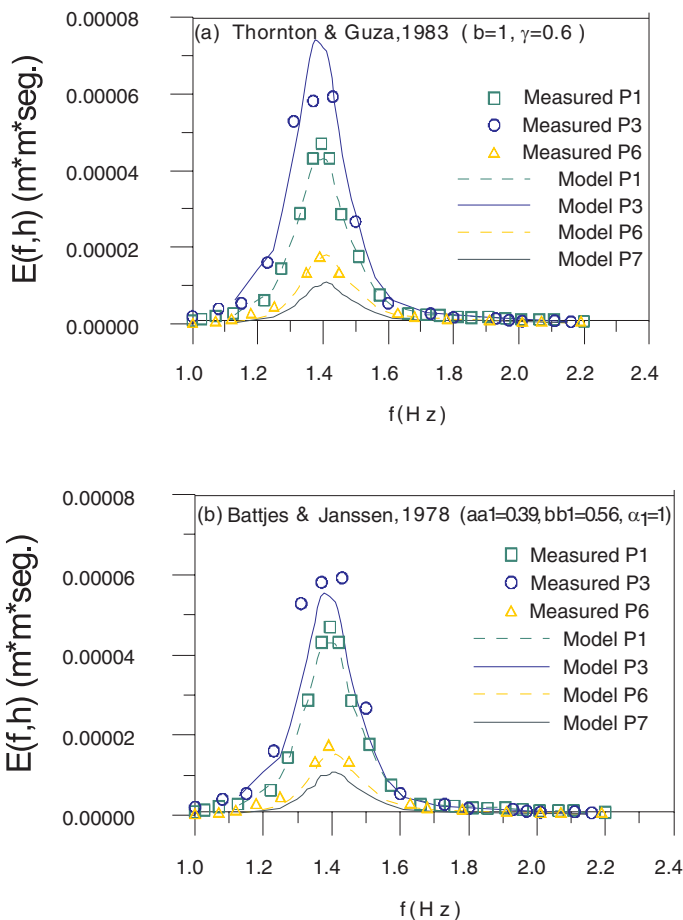 (a) Thornton & Guza,1983 ( b=1, γ=0.6 )
E(f,h) (m*m*seg.)
0.00008
0.00006
0.00004
0.00002
0.00000
Measured P1
Measured P3
Measured P6
Model P1
Model P3
Model P6
Model P7
1.0 1.2 1.4 1.6 1.8 2.0 2.2 2.4
f(Hz)
(b) Battjes & Janssen,1978 (aa1=0.39, bb1=0.56, α1=1)
E(f,h) (m*m*seg.)
0.00008
0.00006
0.00004
0.00002
0.00000
Measured P1
Measured P3
Measured P6
Model P1
Model P3
Model P6
Model P7
1.0 1.2 1.4 1.6 1.8 2.0 2.2 2.4
f(Hz)